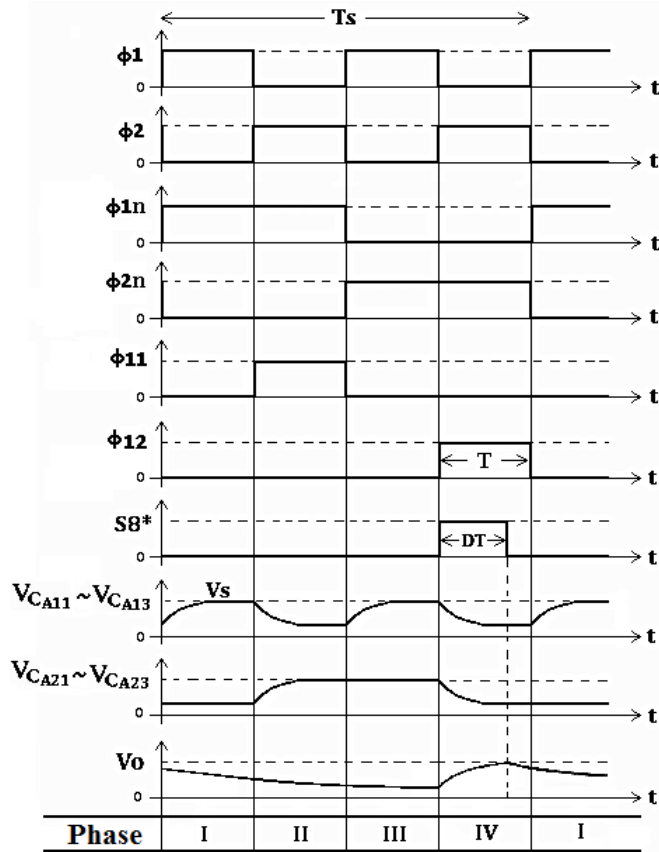 Ts
ϕ1
0
t
ϕ2
0
t
ϕ1n
0
t
ϕ2n
0
t
ϕ11
0
t
ϕ12
T
0
t
S8*
DT
0
t
VCA11 ~ VCA13
Vs
0
t
VCA21 ~ VCA23
0
t
Vo
0
t
Phase I II III IV I